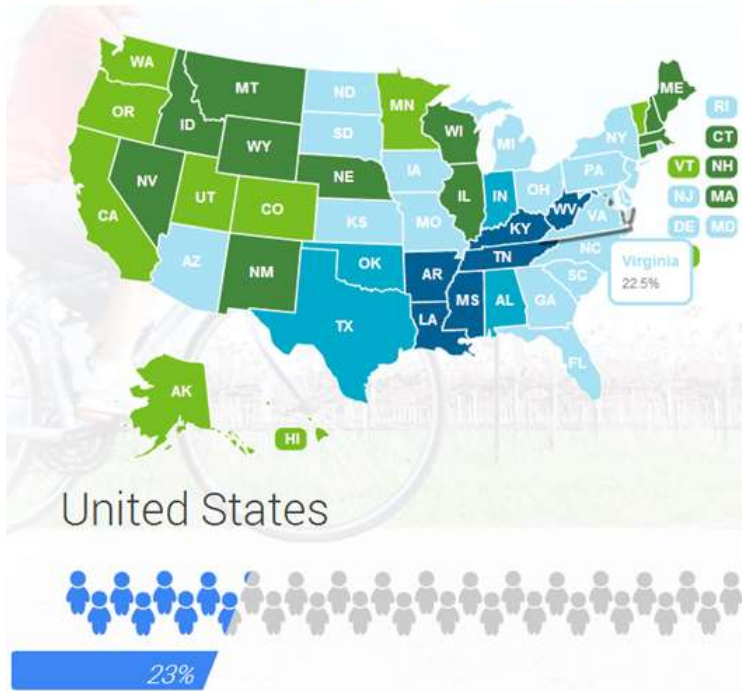 WA
MT
ND
MN
ME
OR
ID
SD
WI
NY
RI
WY
MI
CT
NV
NE
IA
PA
VT NH
UT
CO
IL
IN
OH
NJ MA
CA
KS
MO
WV
VA
DE MD
KY
AZ
NM
OK
AR
TN
NC
Virginia
22.5%
SC
TX
MS
AL
GA
LA
FL
AK
HI
United States
23%